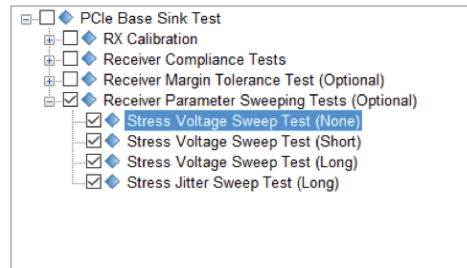 PCIe Base Sink Test
RX Calibration
Receiver Compliance Tests
Receiver Margin Tolerance Test (Optional)
Receiver Parameter Sweeping Tests (Optional)
Stress Voltage Sweep Test (None)
Stress Voltage Sweep Test (Short)
Stress Voltage Sweep Test (Long)
Stress Jitter Sweep Test (Long)